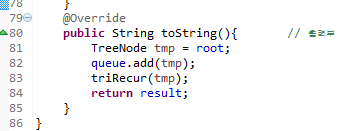 78 }
79 @Override
80 public String toString(){ //
81 TreeNode tmp = root;
82 queue.add(tmp);
83 triRecur(tmp);
84 return result;
85 }
86 }